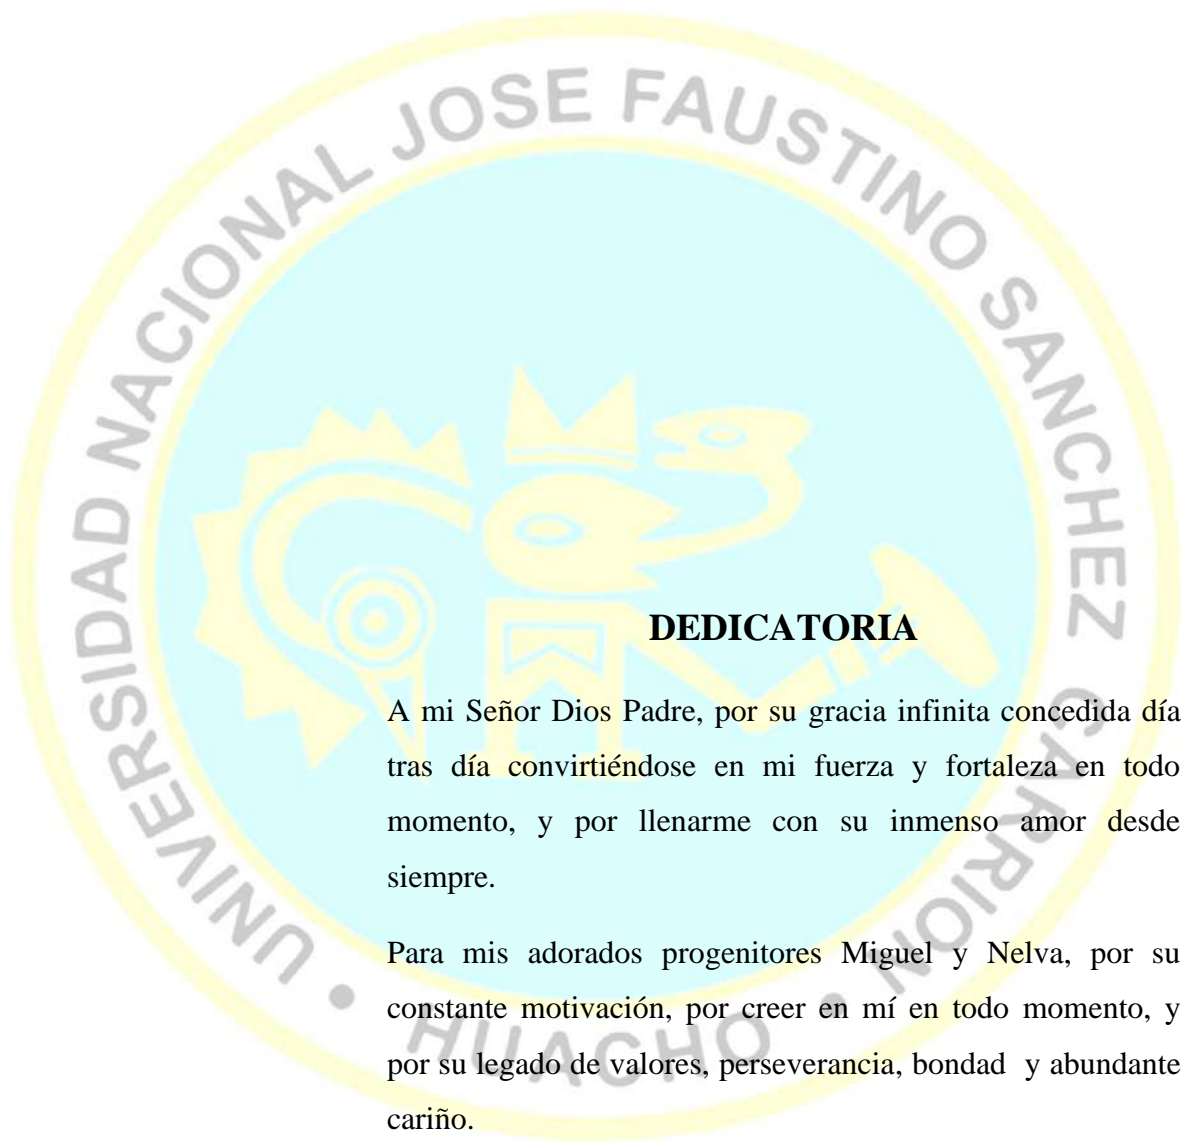 UNIVERSIDAD NACIONAL JOSE FAUSTINO SANCHEZ CARRION
• HUACHO •
DEDICATORIA
A mi Señor Dios Padre, por su gracia infinita concedida día
tras día convirtiéndose en mi fuerza y fortaleza en todo
momento, y por llenarme con su inmenso amor desde
siempre.
Para mis adorados progenitores Miguel y Nelva, por su
constante motivación, por creer en mí en todo momento, y
por su legado de valores, perseverancia, bondad y abundante
cariño.